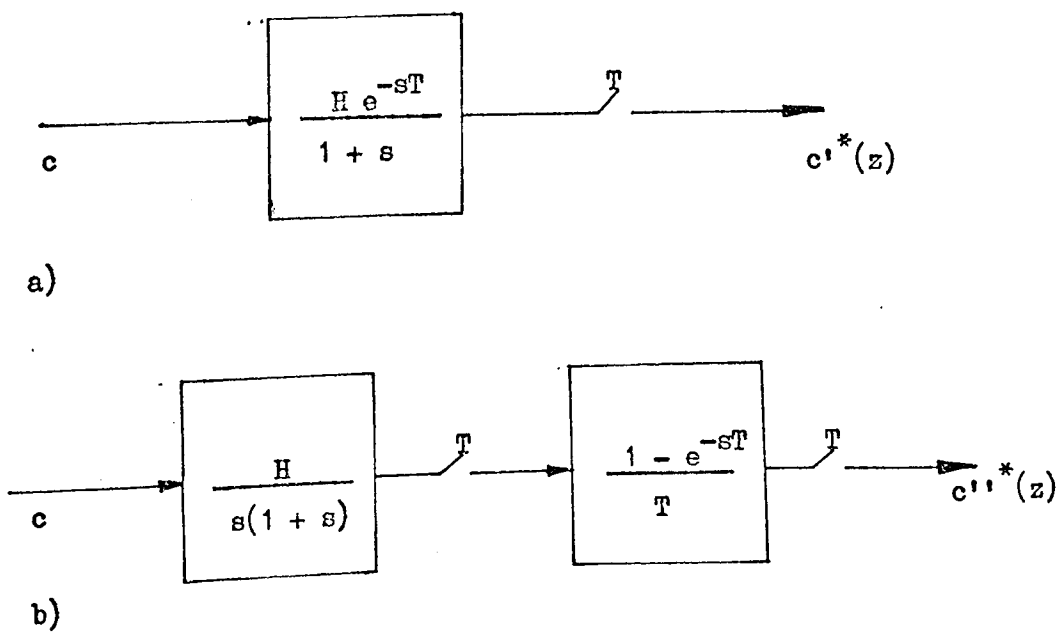 H e^-sT
1 + s
T
c
c'*(z)
a)
H
s(1 + s)
T
1 - e^-sT
T
T
c
c''*(z)
b)